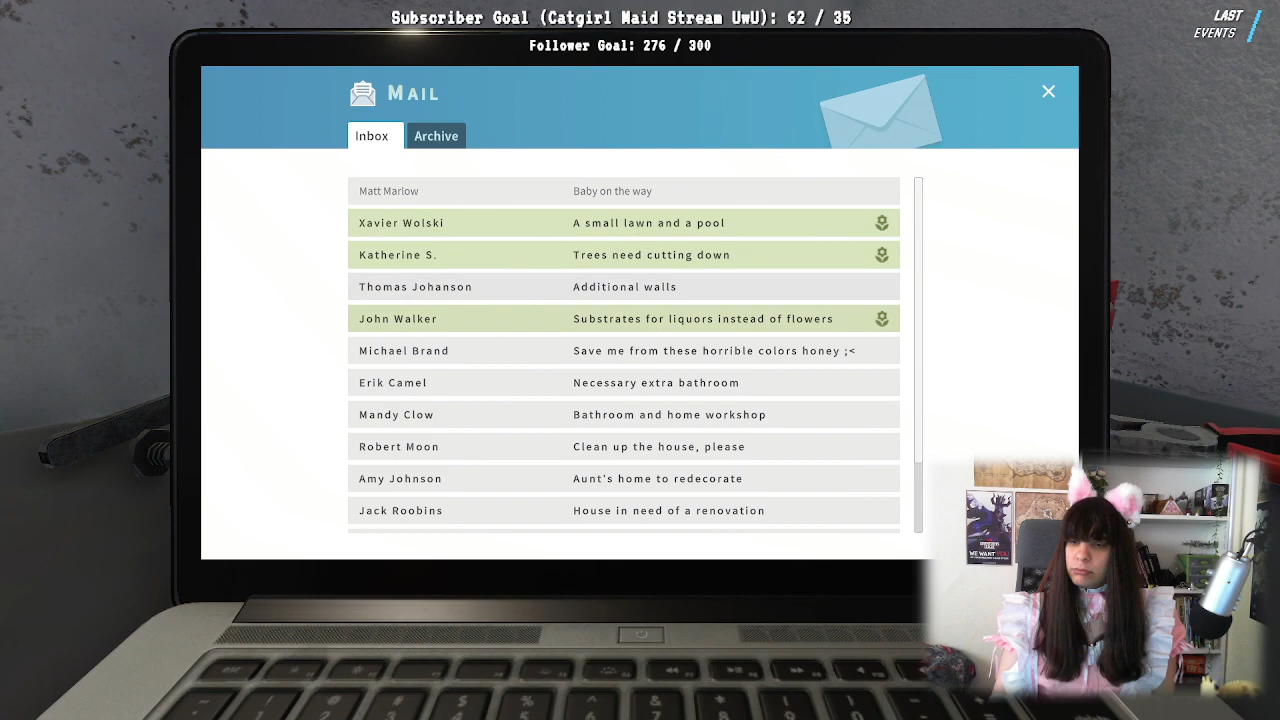 Subscriber Goal (Catgirl Maid Stream UwU): 62 / 35
Follower Goal: 276 / 300
LAST
EVENTS
MAIL
Inbox
Archive
Matt Marlow Baby on the way
Xavier Wolski A small lawn and a pool
Katherine S. Trees need cutting down
Thomas Johanson Additional walls
John Walker Substrates for liquors instead of flowers
Michael Brand Save me from these horrible colors honey ;<
Erik Camel Necessary extra bathroom
Mandy Clow Bathroom and home workshop
Robert Moon Clean up the house, please
Amy Johnson Aunt's home to redecorate
Jack Roobins House in need of a renovation
WE WANT YOU